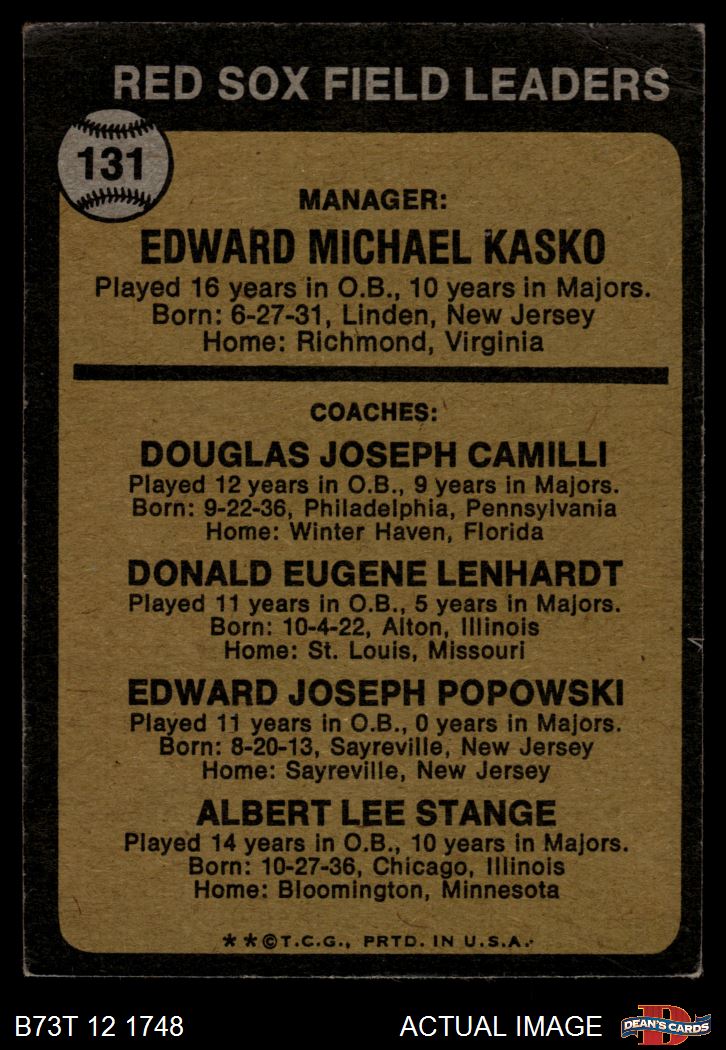 RED SOX FIELD LEADERS
131
MANAGER:
EDWARD MICHAEL KASKO
Played 16 years in O.B., 10 years in Majors.
Born: 6-27-31, Linden, New Jersey
Home: Richmond, Virginia
COACHES:
DOUGLAS JOSEPH CAMILLI
Played 12 years in O.B., 9 years in Majors.
Born: 9-22-36, Philadelphia, Pennsylvania
Home: Winter Haven, Florida
DONALD EUGENE LENHARDT
Played 11 years in O.B., 5 years in Majors.
Born: 10-4-22, Alton, Illinois
Home: St. Louis, Missouri
EDWARD JOSEPH POPOWSKI
Played 11 years in O.B., 0 years in Majors.
Born: 8-20-13, Sayreville, New Jersey
Home: Sayreville, New Jersey
ALBERT LEE STANGE
Played 14 years in O.B., 10 years in Majors.
Born: 10-27-36, Chicago, Illinois
Home: Bloomington, Minnesota
**©T.C.G., PRTD. IN U.S.A.
B73T 12 1748 ACTUAL IMAGE
D DEAN'S CARDS